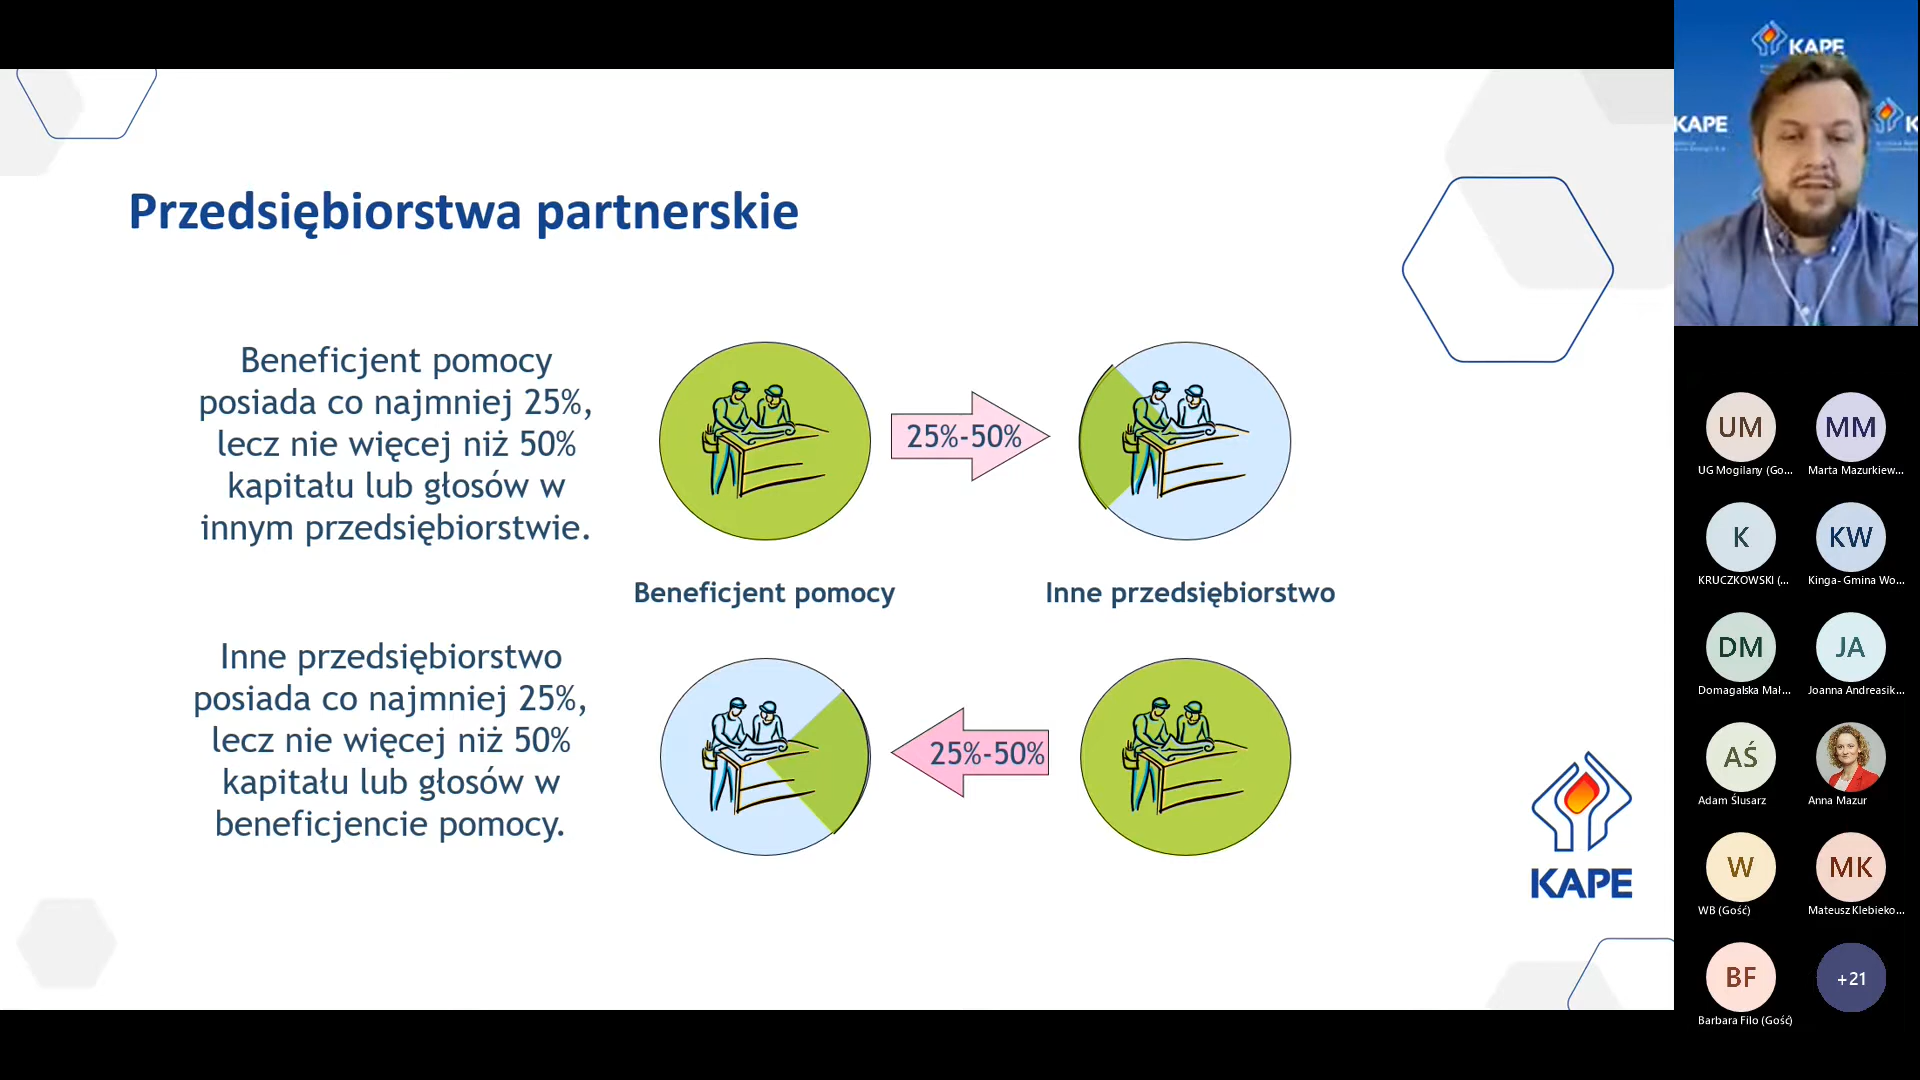 Przedsiębiorstwa partnerskie
Beneficjent pomocy
posiada co najmniej 25%,
lecz nie więcej niż 50%
kapitału lub głosów w
innym przedsiębiorstwie.
25%-50%
Beneficjent pomocy
Inne przedsiębiorstwo
Inne przedsiębiorstwo
posiada co najmniej 25%,
lecz nie więcej niż 50%
kapitału lub głosów w
beneficjencie pomocy.
25%-50%
KAPE
KAPE
KAPE
K
UM
UG Mogilany (Go...
MM
Marta Mazurkiew...
K
KRUCZKOWSKI (...
KW
Kinga- Gmina Wo...
DM
Domagalska Mał...
JA
Joanna Andreasik...
AŚ
Adam Ślusarz
Anna Mazur
W
WB (Gość)
MK
Mateusz Klebieko...
BF
Barbara Filo (Gość)
+21